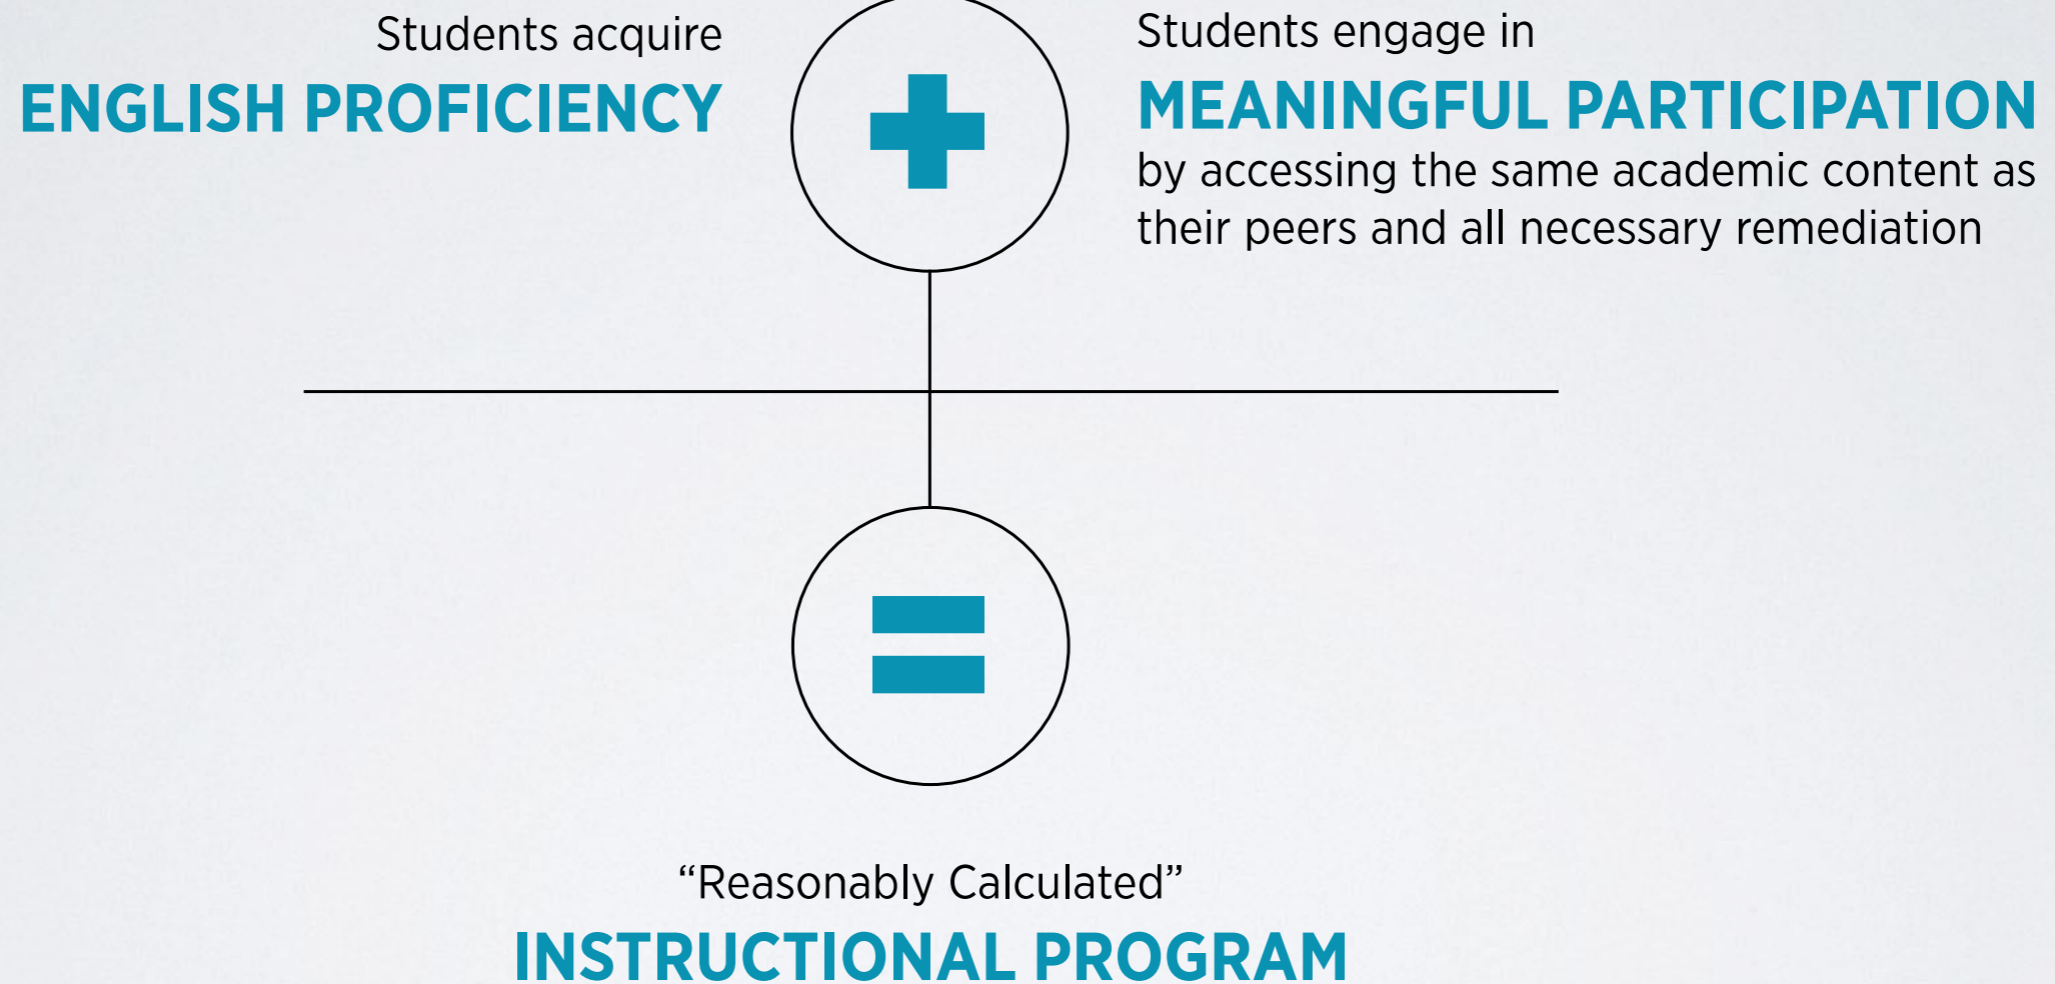 Students acquire
ENGLISH PROFICIENCY
Students engage in
MEANINGFUL PARTICIPATION
by accessing the same academic content as
their peers and all necessary remediation
“Reasonably Calculated”
INSTRUCTIONAL PROGRAM